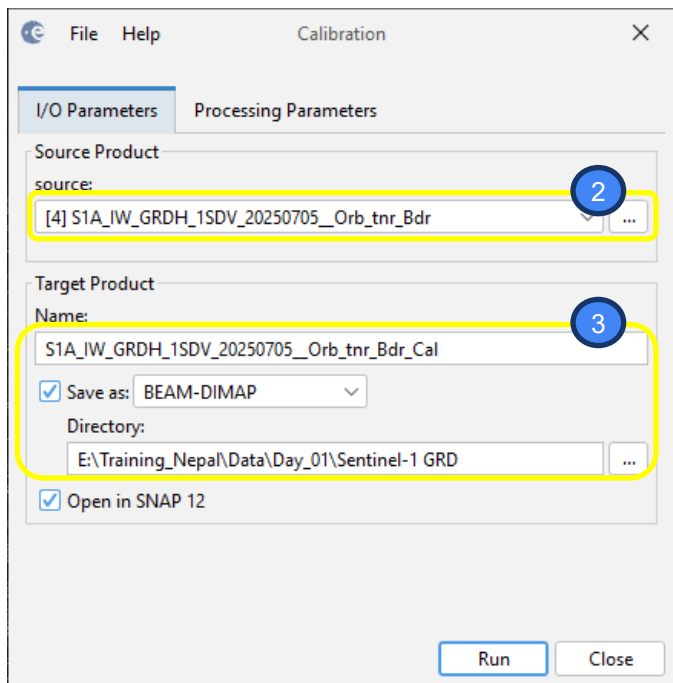 File Help Calibration
I/O Parameters Processing Parameters
Source Product
source:
2
[4] S1A_IW_GRDH_1SDV_20250705__Orb_tnr_Bdr ...
Target Product
Name:
3
S1A_IW_GRDH_1SDV_20250705__Orb_tnr_Bdr_Cal
Save as: BEAM-DIMAP
Directory:
E:\Training_Nepal\Data\Day_01\Sentinel-1 GRD ...
Open in SNAP 12
Run Close